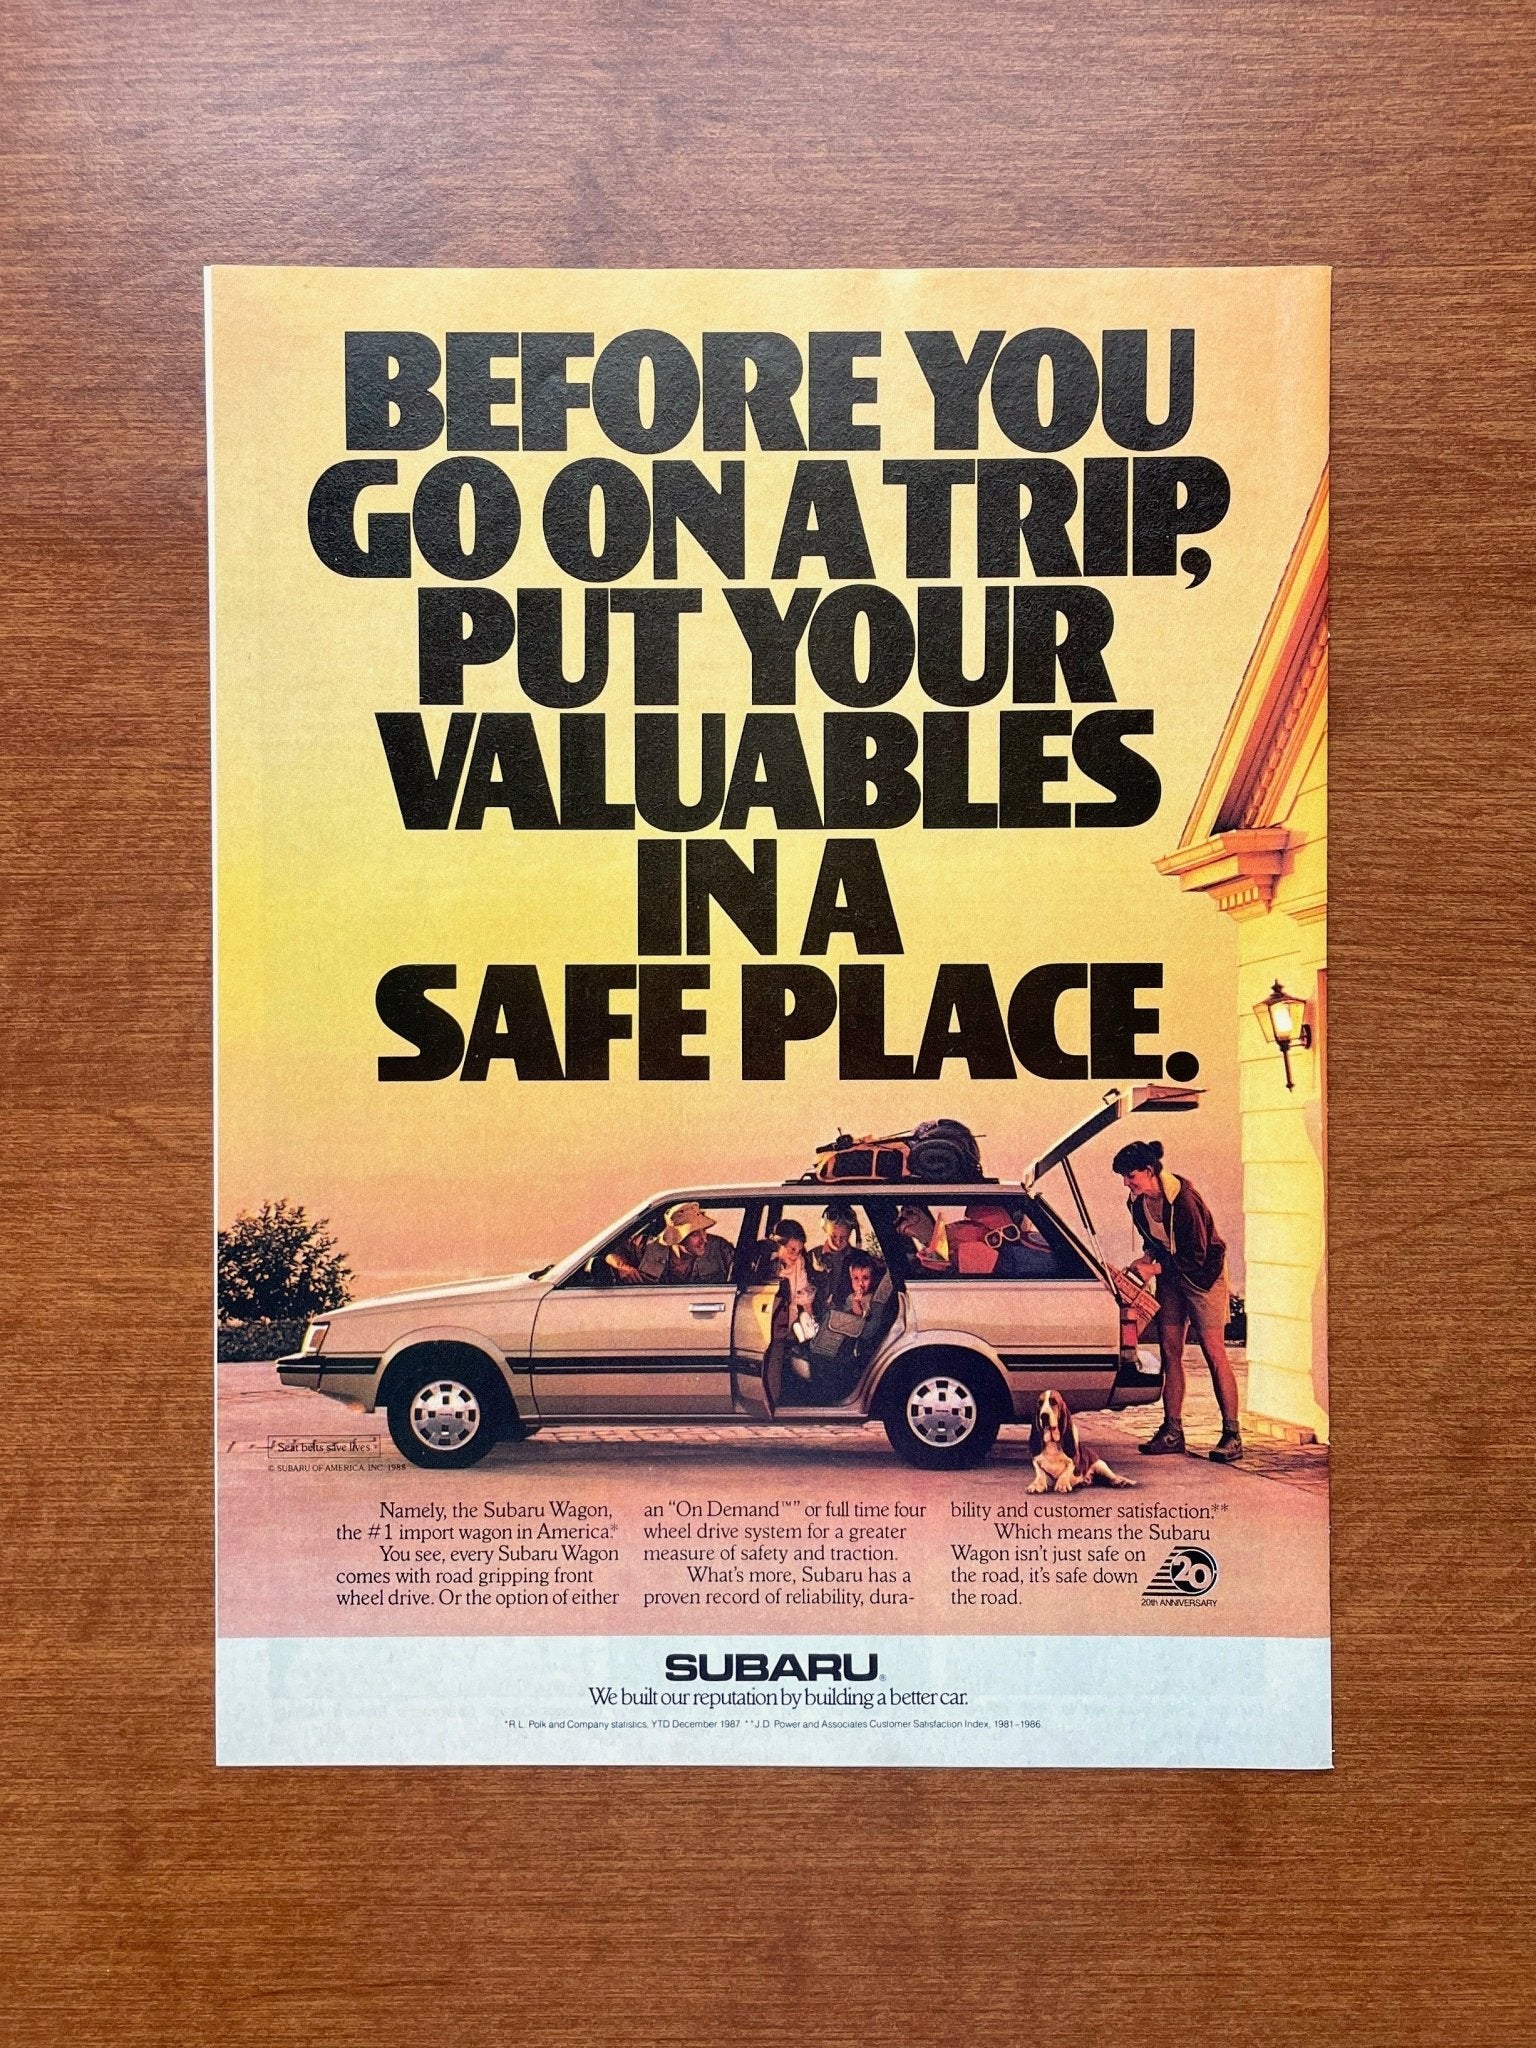 BEFORE YOU
GO ON A TRIP,
PUT YOUR
VALUABLES
IN A
SAFE PLACE.
Seat belts save lives.
© SUBARU OF AMERICA, INC. 1988
Namely, the Subaru Wagon,
the #1 import wagon in America.*
You see, every Subaru Wagon
comes with road gripping front
wheel drive. Or the option of either
an “On Demand™” or full time four
wheel drive system for a greater
measure of safety and traction.
What's more, Subaru has a
proven record of reliability, dura-
bility and customer satisfaction.**
Which means the Subaru
Wagon isn't just safe on
the road, it's safe down
the road.
20
20th ANNIVERSARY
SUBARU®
We built our reputation by building a better car.
*R.L. Polk and Company statistics, YTD December 1987. **J.D. Power and Associates Customer Satisfaction Index, 1981–1986.